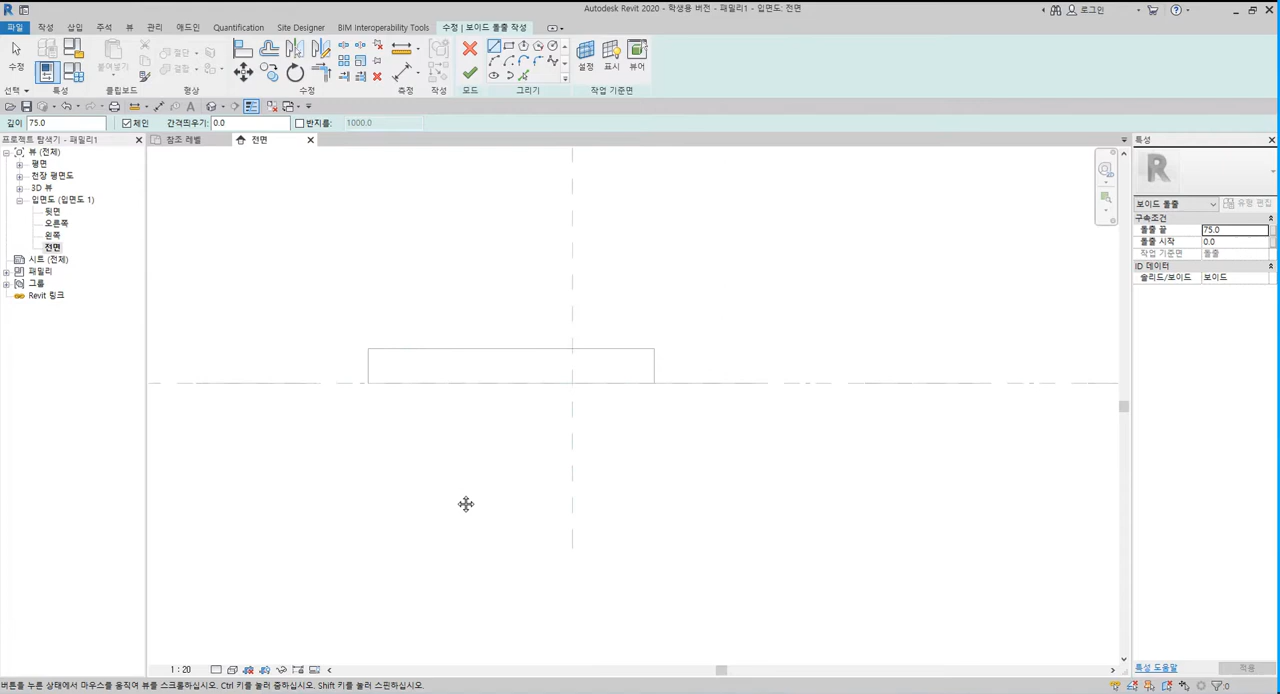 Autodesk Revit 2020 - 학생용 버전 - 패밀리1 - 입면도: 전면
로그인
파일 작성 삽입 주석 뷰 관리 애드인 Quantification Site Designer BIM Interoperability Tools 수정 | 보이드 돌출 작성
수정 붙여넣기 절단 결합 설정 표시 뷰어
선택 특성 클립보드 형상 수정 측정 작성 모드 그리기 작업 기준면
깊이 75.0 체인 간격띄우기: 0.0 반지름: 1000.0
프로젝트 탐색기 - 패밀리1
참조 레벨 전면
특성
뷰 (전체)
평면
천장 평면도
3D 뷰
입면도 (입면도 1)
뒷면
오른쪽
왼쪽
전면
시트 (전체)
패밀리
그룹
Revit 링크
R
보이드 돌출 유형 편집
구속조건
돌출 끝 75.0
돌출 시작 0.0
작업 기준면 돌출
ID 데이터
솔리드/보이드 보이드
1 : 20
특성 도움말 적용
버튼을 누른 상태에서 마우스를 움직여 뷰를 스크롤하십시오. Ctrl 키를 눌러 줌하십시오. Shift 키를 눌러 스핀하십시오.
:0